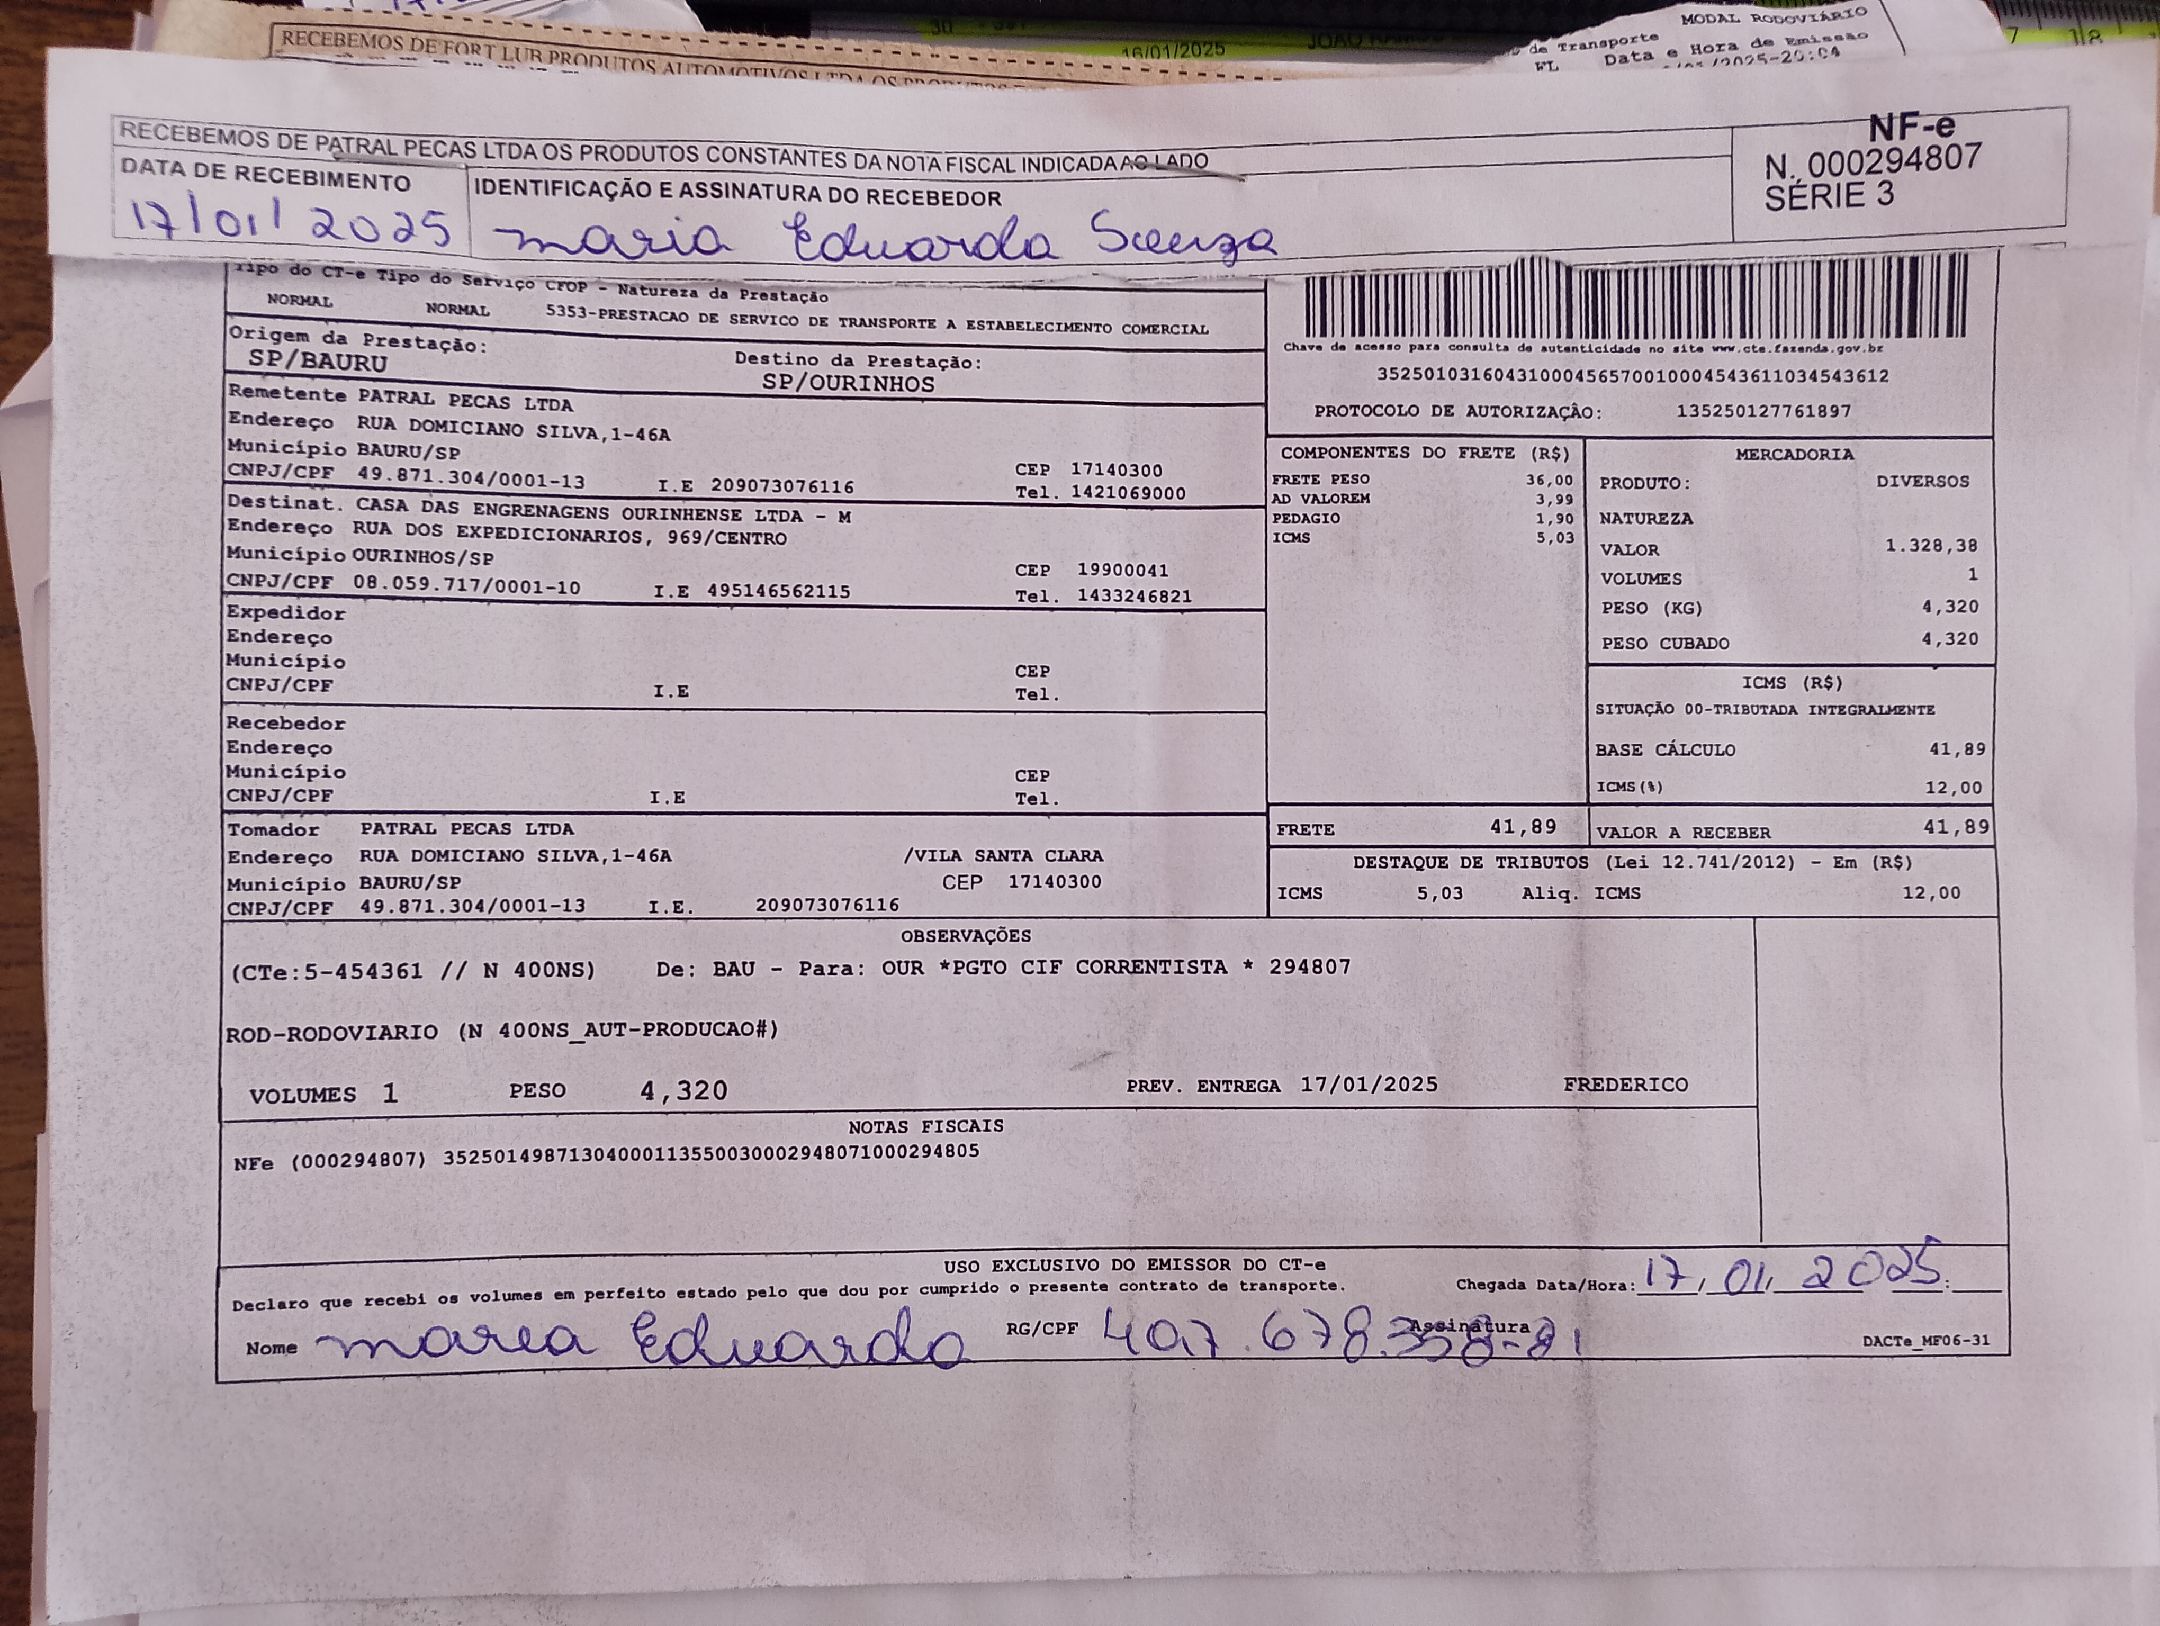 MODAL RODOVIÁRIO
de Transporte
FL Data e Hora de Emissão
/2025-20:04
16/01/2025
RECEBEMOS DE FORT LUB PRODUTOS AUTOMOTIVOS LTDA OS
RECEBEMOS DE PATRAL PECAS LTDA OS PRODUTOS CONSTANTES DA NOTA FISCAL INDICADA AO LADO
NF-e
N. 000294807
SÉRIE 3
DATA DE RECEBIMENTO IDENTIFICAÇÃO E ASSINATURA DO RECEBEDOR
17/01/2025 maria Eduarda Souza
Tipo do CT-e Tipo do Serviço CFOP - Natureza da Prestação
NORMAL NORMAL 5353-PRESTACAO DE SERVICO DE TRANSPORTE A ESTABELECIMENTO COMERCIAL
Origem da Prestação: Destino da Prestação:
SP/BAURU SP/OURINHOS
Chave de acesso para consulta de autenticidade no site www.cte.fazenda.gov.br
35250103160431000456570010004543611034543612
PROTOCOLO DE AUTORIZAÇÃO: 135250127761897
Remetente PATRAL PECAS LTDA
Endereço RUA DOMICIANO SILVA,1-46A
Município BAURU/SP CEP 17140300
CNPJ/CPF 49.871.304/0001-13 I.E 209073076116 Tel. 1421069000
Destinat. CASA DAS ENGRENAGENS OURINHENSE LTDA - M
Endereço RUA DOS EXPEDICIONARIOS, 969/CENTRO
Município OURINHOS/SP CEP 19900041
CNPJ/CPF 08.059.717/0001-10 I.E 495146562115 Tel. 1433246821
Expedidor
Endereço
Município CEP
CNPJ/CPF I.E Tel.
Recebedor
Endereço
Município CEP
CNPJ/CPF I.E Tel.
Tomador PATRAL PECAS LTDA
Endereço RUA DOMICIANO SILVA,1-46A /VILA SANTA CLARA
Município BAURU/SP CEP 17140300
CNPJ/CPF 49.871.304/0001-13 I.E. 209073076116
COMPONENTES DO FRETE (R$)
FRETE PESO 36,00
AD VALOREM 3,99
PEDAGIO 1,90
ICMS 5,03
MERCADORIA
PRODUTO: DIVERSOS
NATUREZA
VALOR 1.328,38
VOLUMES 1
PESO (KG) 4,320
PESO CUBADO 4,320
ICMS (R$)
SITUAÇÃO 00-TRIBUTADA INTEGRALMENTE
BASE CÁLCULO 41,89
ICMS(%) 12,00
FRETE 41,89 VALOR A RECEBER 41,89
DESTAQUE DE TRIBUTOS (Lei 12.741/2012) - Em (R$)
ICMS 5,03 Aliq. ICMS 12,00
OBSERVAÇÕES
(CTe:5-454361 // N 400NS) De: BAU - Para: OUR *PGTO CIF CORRENTISTA * 294807
ROD-RODOVIARIO (N 400NS_AUT-PRODUCAO#)
VOLUMES 1 PESO 4,320 PREV. ENTREGA 17/01/2025 FREDERICO
NOTAS FISCAIS
NFe (000294807) 35250149871304000113550030002948071000294805
USO EXCLUSIVO DO EMISSOR DO CT-e
Declaro que recebi os volumes em perfeito estado pelo que dou por cumprido o presente contrato de transporte. Chegada Data/Hora: 17/01/2025 :
Nome maria Eduarda RG/CPF 407.678.358-81 Assinatura DACTe_MF06-31